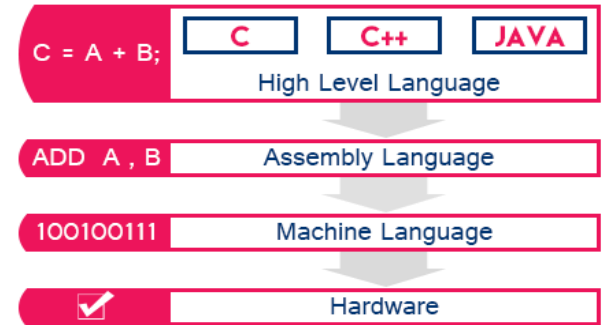 C = A + B;
C C++ JAVA
High Level Language
ADD A , B
Assembly Language
100100111
Machine Language
Hardware